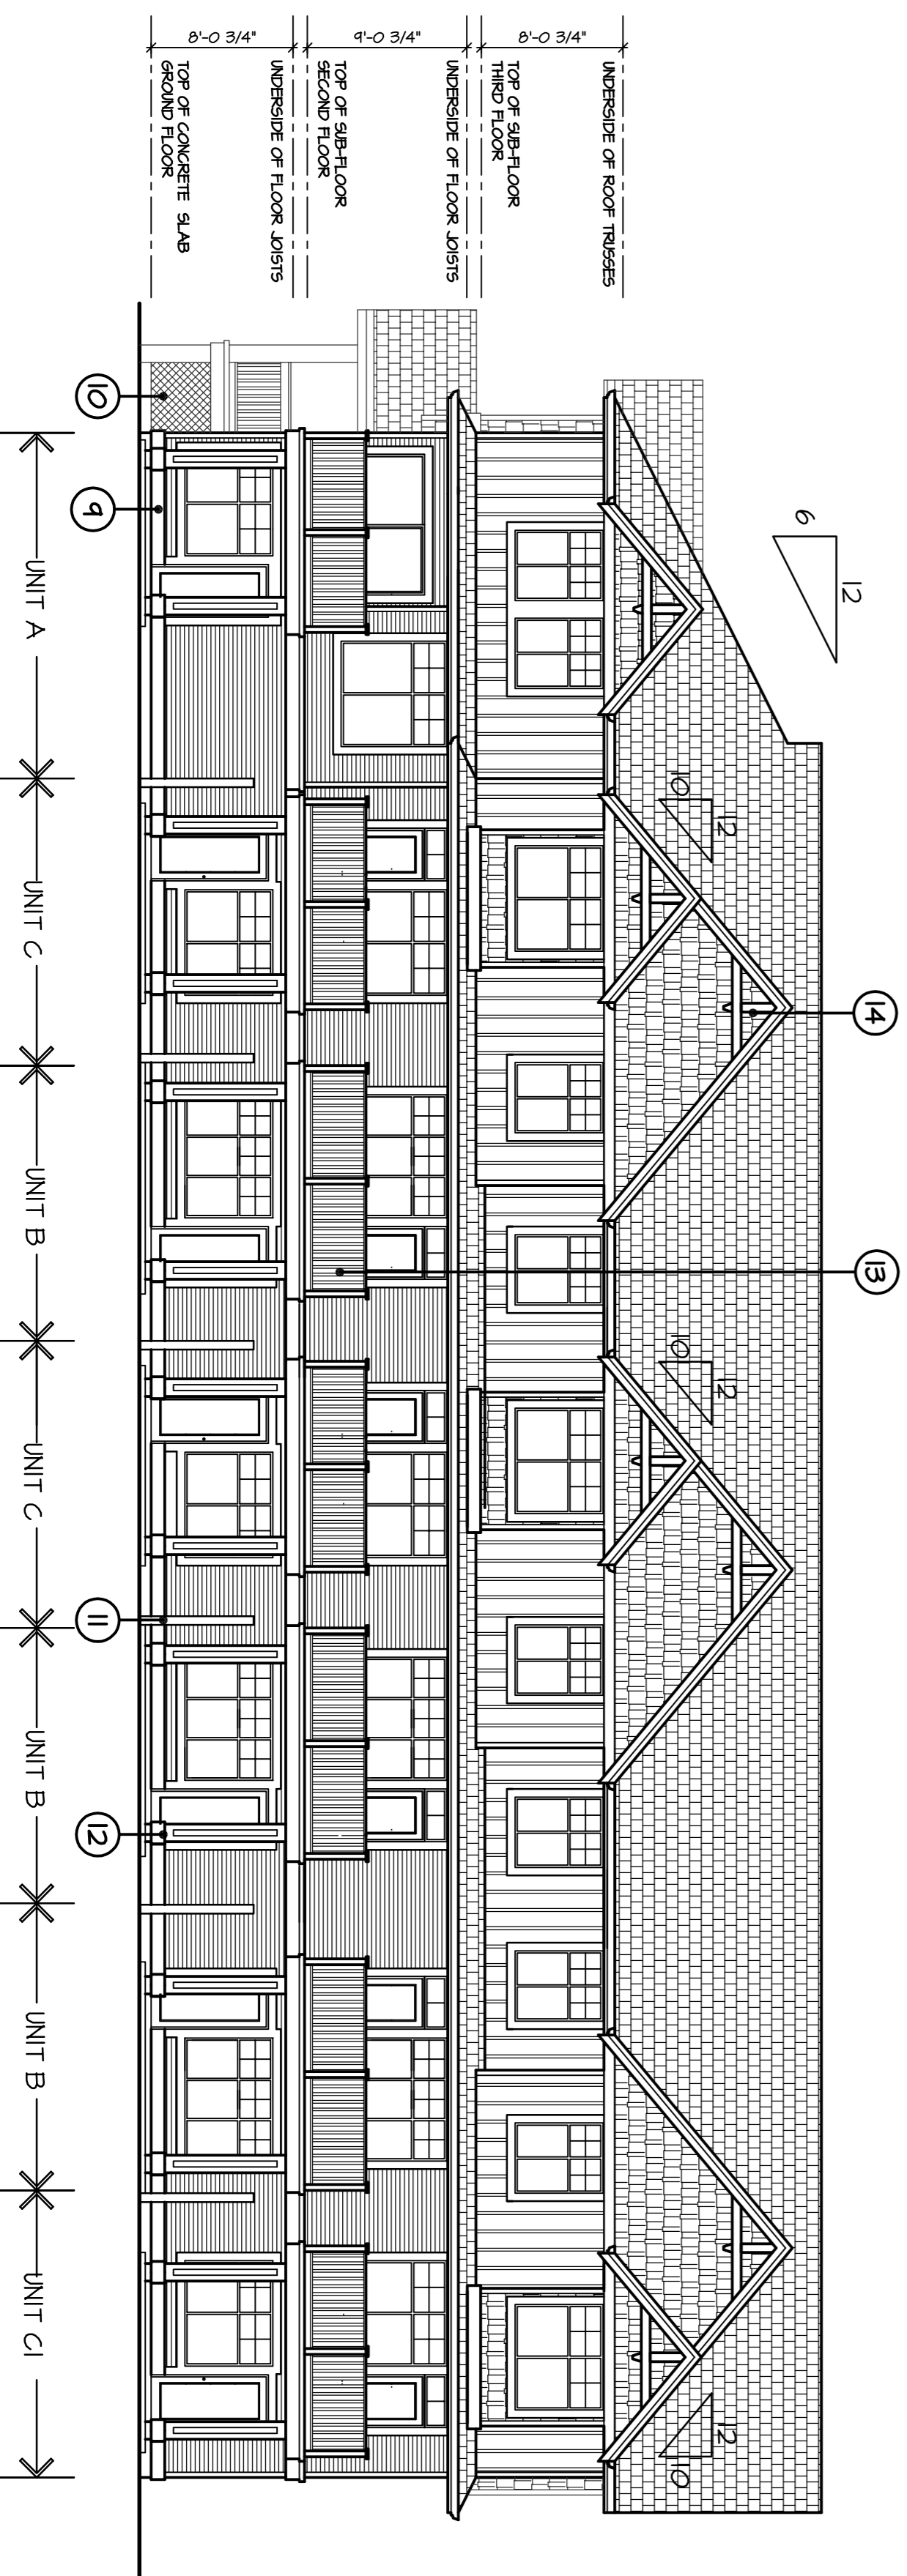 8'-0 3/4"
9'-0 3/4"
8'-0 3/4"
UNDERSIDE OF ROOF TRUSSES
TOP OF SUB-FLOOR
THIRD FLOOR
UNDERSIDE OF FLOOR JOISTS
TOP OF SUB-FLOOR
SECOND FLOOR
UNDERSIDE OF FLOOR JOISTS
TOP OF CONCRETE SLAB
GROUND FLOOR
12
6
14
13
12
10
12
10
12
10
10
9
11
12
UNIT A
UNIT C
UNIT B
UNIT C
UNIT B
UNIT B
UNIT C1